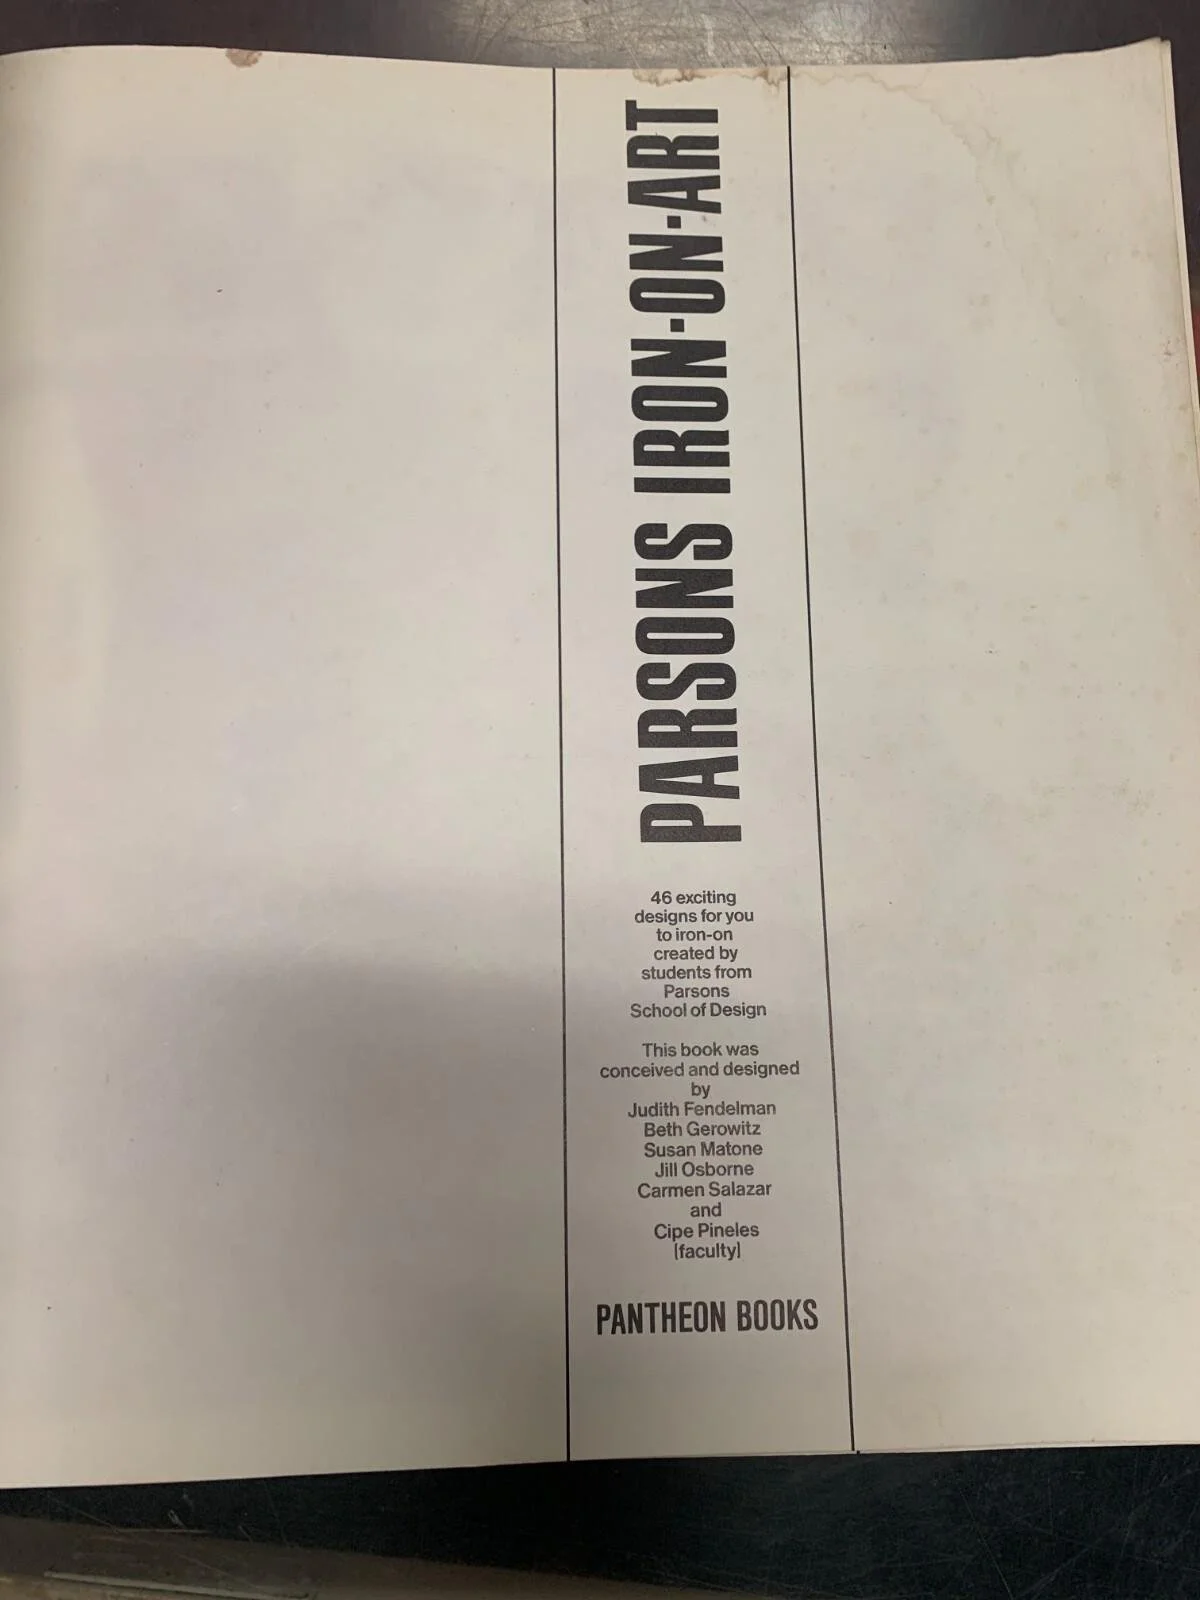 PARSONS IRON-ON-ART
46 exciting
designs for you
to iron-on
created by
students from
Parsons
School of Design
This book was
conceived and designed
by
Judith Fendelman
Beth Gerowitz
Susan Matone
Jill Osborne
Carmen Salazar
and
Cipe Pineles
[faculty]
PANTHEON BOOKS